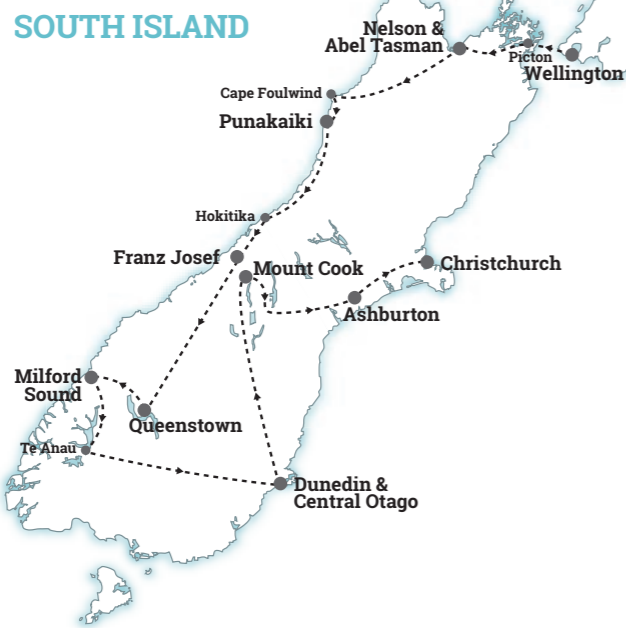 SOUTH ISLAND
Nelson &
Abel Tasman
Picton
Wellington
Cape Foulwind
Punakaiki
Hokitika
Franz Josef
Mount Cook
Christchurch
Ashburton
Milford
Sound
Queenstown
Te Anau
Dunedin &
Central Otago